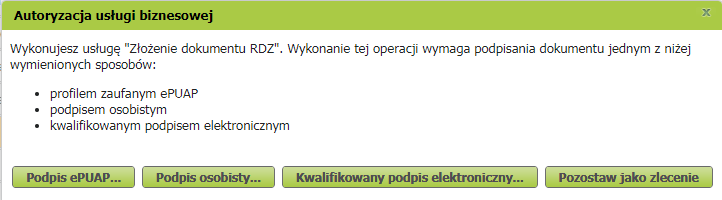 Autoryzacja usługi biznesowej x
Wykonujesz usługę "Złożenie dokumentu RDZ". Wykonanie tej operacji wymaga podpisania dokumentu jednym z niżej
wymienionych sposobów:
• profilem zaufanym ePUAP
• podpisem osobistym
• kwalifikowanym podpisem elektronicznym
Podpis ePUAP... Podpis osobisty... Kwalifikowany podpis elektroniczny... Pozostaw jako zlecenie